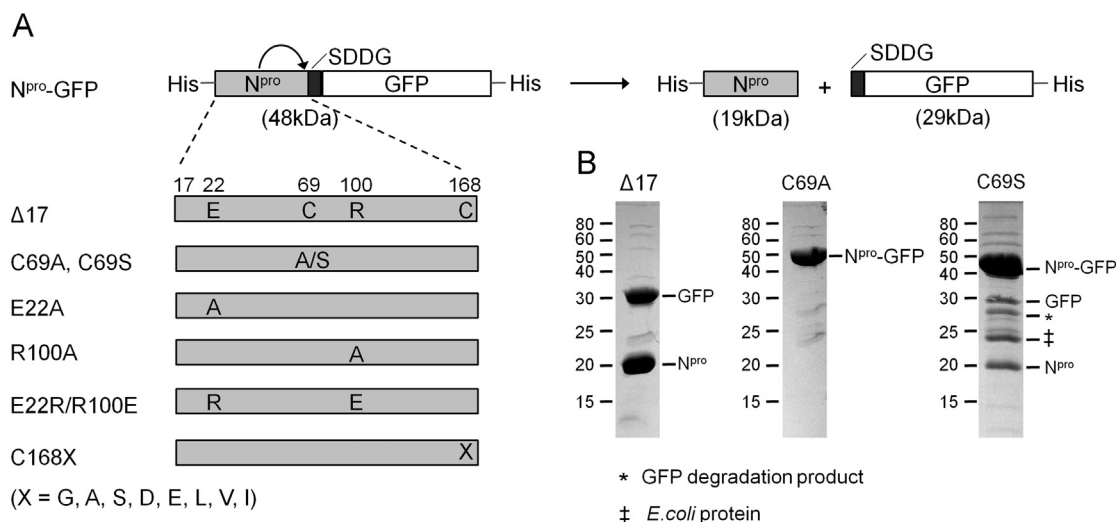 A
SDDG
SDDG
Nᵖʳᵒ-GFP
His
Nᵖʳᵒ
GFP
His
His
Nᵖʳᵒ
+
GFP
His
(48kDa)
(19kDa)
(29kDa)
17 22 69 100 168
Δ17
E C R C
C69A, C69S
A/S
E22A
A
R100A
A
E22R/R100E
R E
C168X
X
(X = G, A, S, D, E, L, V, I)
B
Δ17
80
60
50
40
30
25
20
15
GFP
Nᵖʳᵒ
C69A
80
60
50
40
30
25
20
15
Nᵖʳᵒ-GFP
C69S
80
60
50
40
30
25
20
15
Nᵖʳᵒ-GFP
GFP
*
‡
Nᵖʳᵒ
* GFP degradation product
‡ E.coli protein